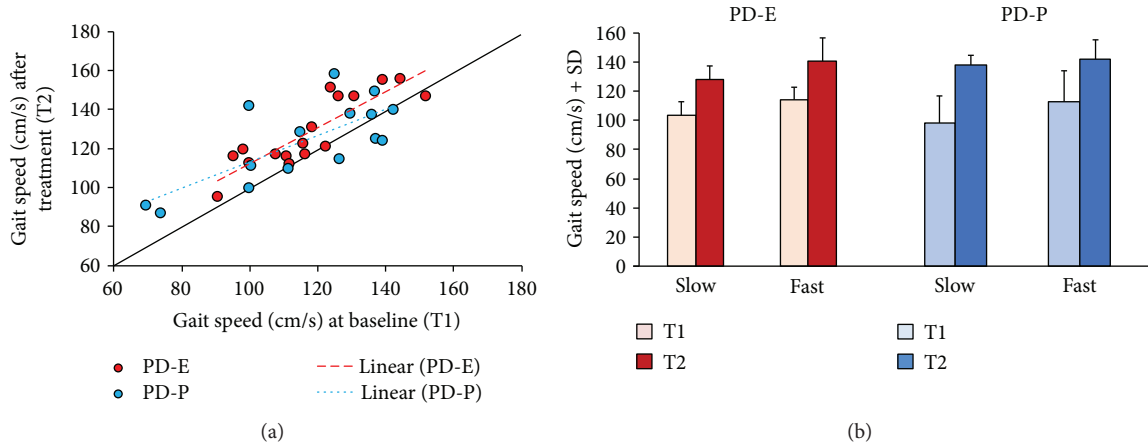 180
160
140
120
100
80
60
Gait speed (cm/s) after
treatment (T2)
60 80 100 120 140 160 180
Gait speed (cm/s) at baseline (T1)
PD-E
PD-P
Linear (PD-E)
Linear (PD-P)
(a)
PD-E PD-P
160
140
120
100
80
60
40
20
0
Gait speed (cm/s) + SD
Slow Fast Slow Fast
T1
T2
T1
T2
(b)